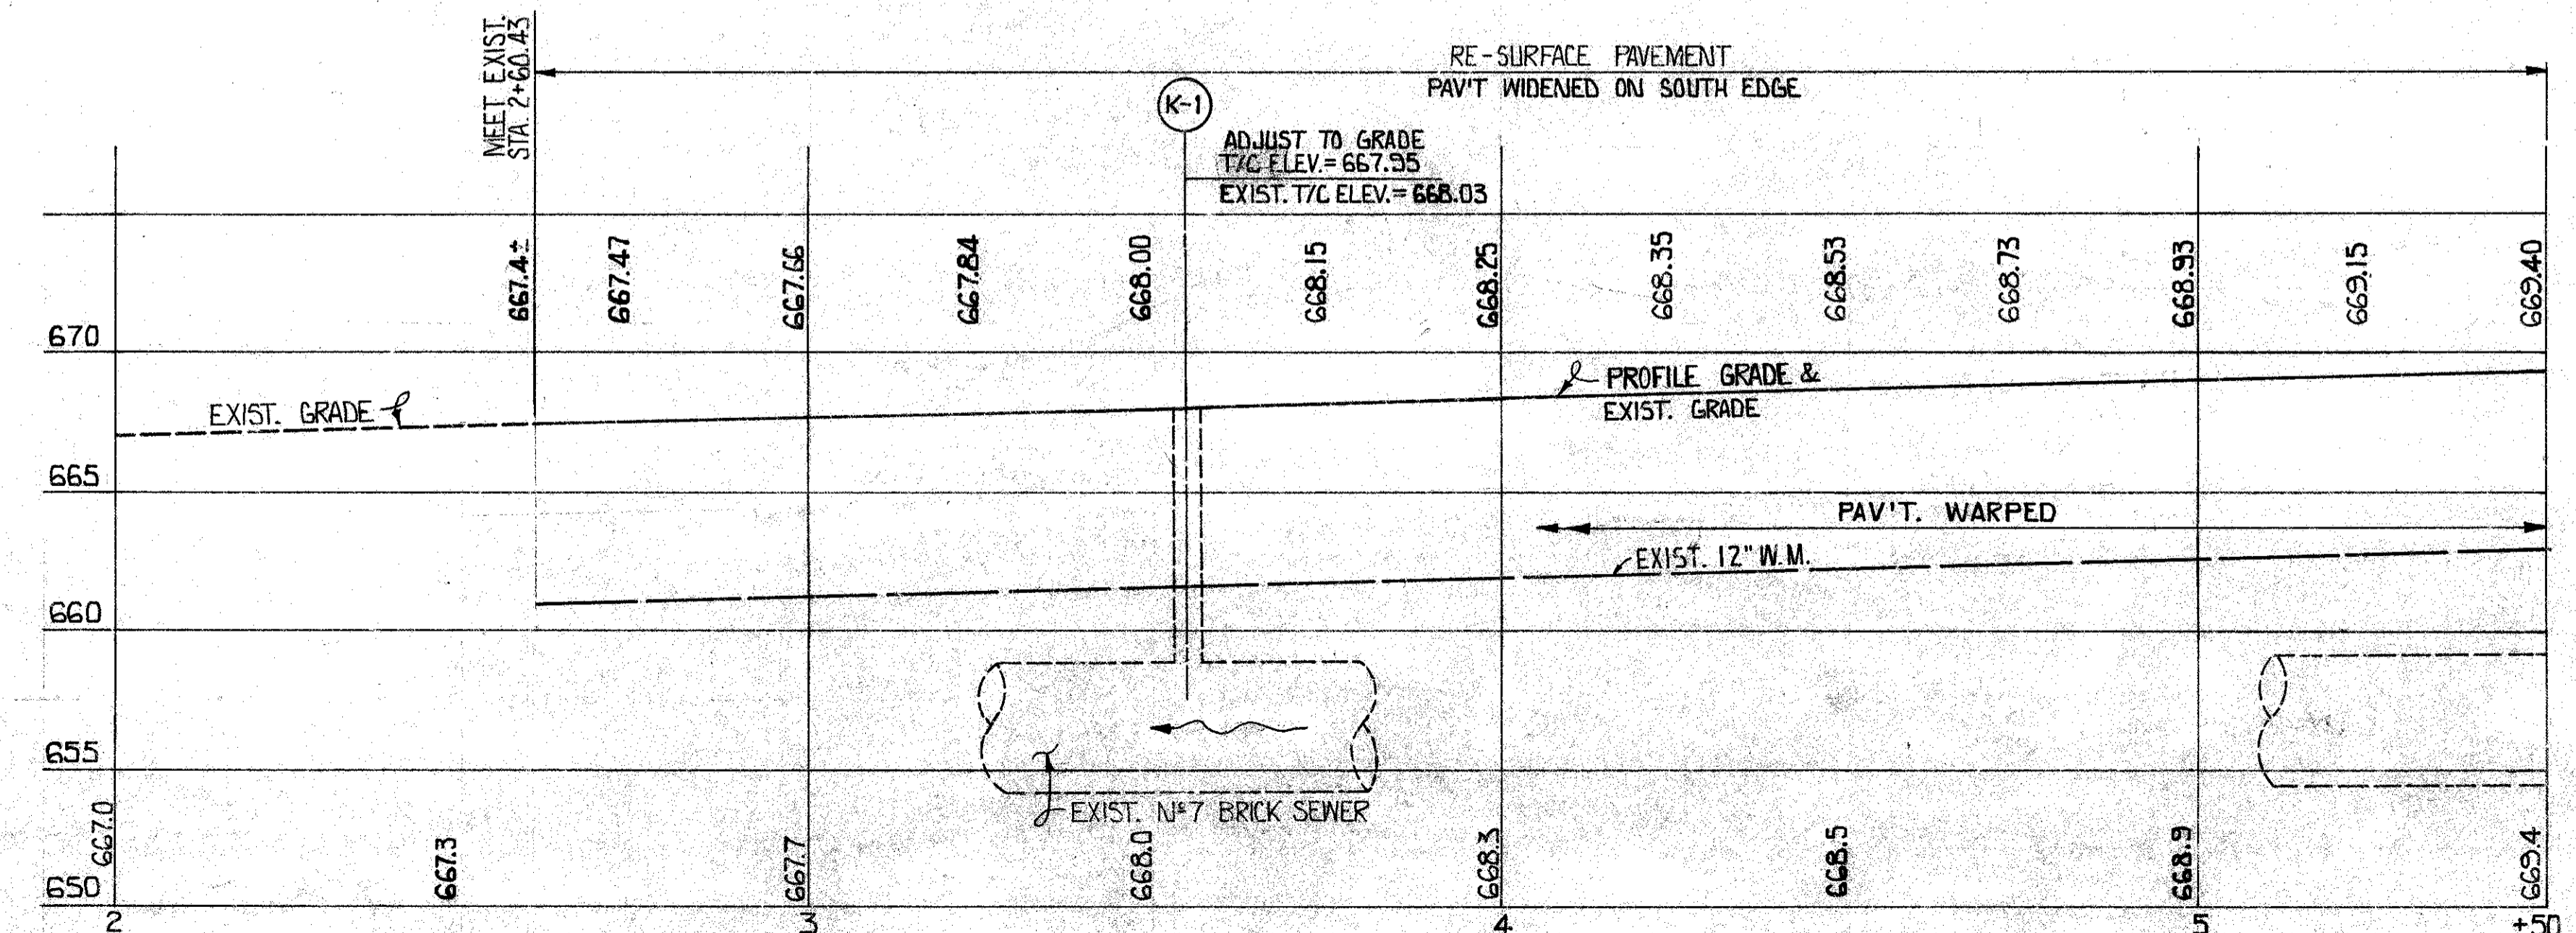 MEET EXIST.
STA. 2+60.43
RE-SURFACE PAVEMENT
PAV'T WIDENED ON SOUTH EDGE
K-1
ADJUST TO GRADE
T/C ELEV.= 667.95
EXIST. T/C ELEV.= 668.03
667.4±
667.47
667.66
667.84
668.00
668.15
668.25
668.35
668.53
668.73
668.93
669.15
669.40
670
PROFILE GRADE &
EXIST. GRADE
EXIST. GRADE
665
PAV'T. WARPED
EXIST. 12" W.M.
660
655
EXIST. Nº 7 BRICK SEWER
667.0
667.3
667.7
668.0
668.3
668.5
668.9
669.4
650
2
3
4
5
+50